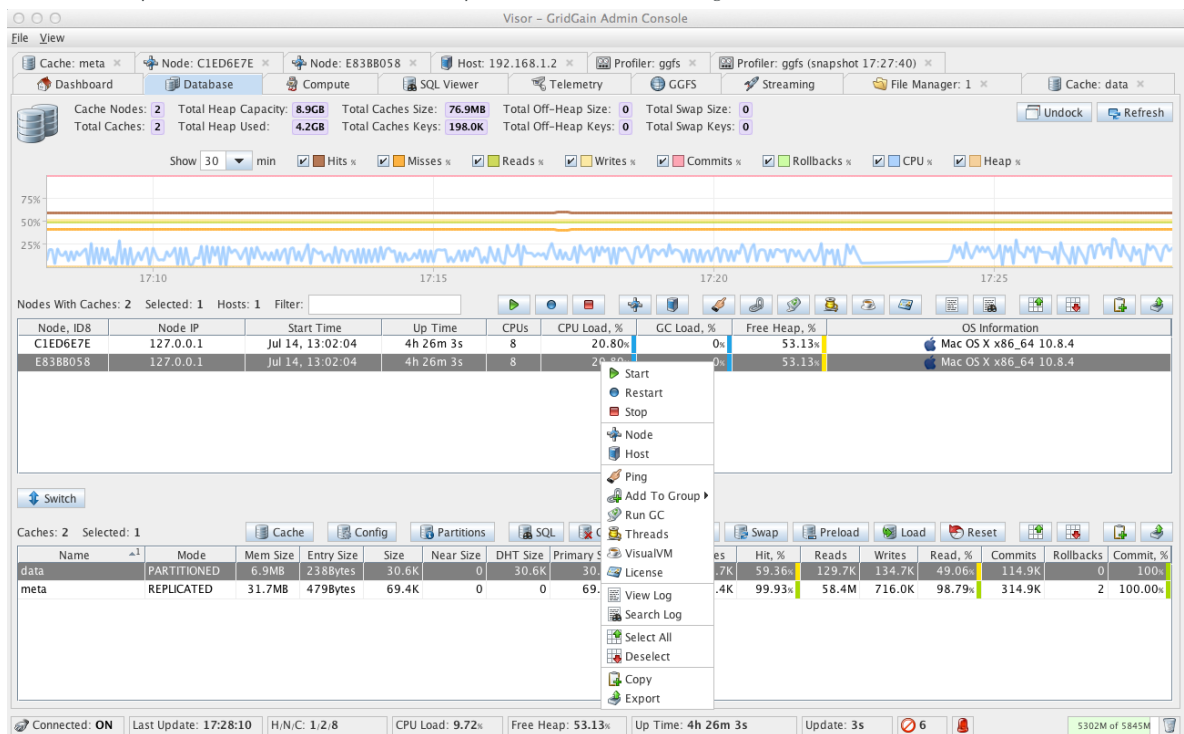 Visor – GridGain Admin Console
File View
Cache: meta Node: C1ED6E7E Node: E83BB058 Host: 192.168.1.2 Profiler: ggfs Profiler: ggfs (snapshot 17:27:40)
Dashboard Database Compute SQL Viewer Telemetry GGFS Streaming File Manager: 1 Cache: data
Cache Nodes: 2 Total Heap Capacity: 8.9GB Total Caches Size: 76.9MB Total Off-Heap Size: 0 Total Swap Size: 0 Undock Refresh
Total Caches: 2 Total Heap Used: 4.2GB Total Caches Keys: 198.0K Total Off-Heap Keys: 0 Total Swap Keys: 0
Show 30 min Hits % Misses % Reads % Writes % Commits % Rollbacks % CPU % Heap %
75%
50%
25%
17:10 17:15 17:20 17:25
Nodes With Caches: 2 Selected: 1 Hosts: 1 Filter:
Node, ID8 Node IP Start Time Up Time CPUs CPU Load, % GC Load, % Free Heap, % OS Information
C1ED6E7E 127.0.0.1 Jul 14, 13:02:04 4h 26m 3s 8 20.80% 0% 53.13% Mac OS X x86_64 10.8.4
E83BB058 127.0.0.1 Jul 14, 13:02:04 4h 26m 3s 8 0% 53.13% Mac OS X x86_64 10.8.4
Start
Restart
Stop
Node
Host
Ping
Add To Group
Run GC
Threads
VisualVM
License
View Log
Search Log
Select All
Deselect
Copy
Export
Switch
Caches: 2 Selected: 1 Cache Config Partitions SQL Swap Preload Load Reset
Name 1 Mode Mem Size Entry Size Size Near Size DHT Size Primary Hit, % Reads Writes Read, % Commits Rollbacks Commit, %
data PARTITIONED 6.9MB 238Bytes 30.6K 0 30.6K 30. .7K 59.36% 129.7K 134.7K 49.06% 114.9K 0 100%
meta REPLICATED 31.7MB 479Bytes 69.4K 0 0 69. .4K 99.93% 58.4M 716.0K 98.79% 314.9K 2 100.00%
Connected: ON Last Update: 17:28:10 H/N/C: 1/2/8 CPU Load: 9.72% Free Heap: 53.13% Up Time: 4h 26m 3s Update: 3s 6 5302M of 5845M